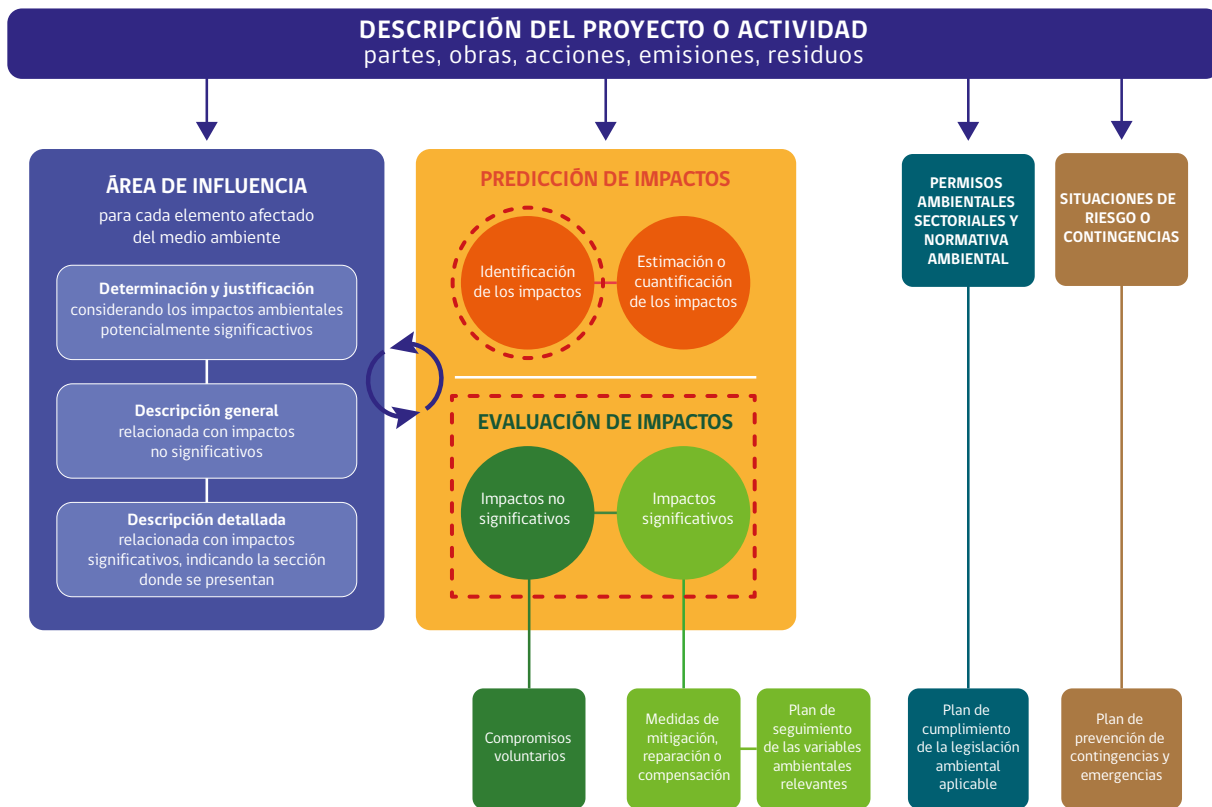 DESCRIPCIÓN DEL PROYECTO O ACTIVIDAD
partes, obras, acciones, emisiones, residuos
ÁREA DE INFLUENCIA
para cada elemento afectado
del medio ambiente
Determinación y justificación
considerando los impactos ambientales
potencialmente significactivos
Descripción general
relacionada con impactos
no significativos
Descripción detallada
relacionada con impactos
significativos, indicando la sección
donde se presentan
PREDICCIÓN DE IMPACTOS
Identificación
de los impactos
Estimación o
cuantificación
de los impactos
EVALUACIÓN DE IMPACTOS
Impactos no
significativos
Impactos
significativos
PERMISOS
AMBIENTALES
SECTORIALES Y
NORMATIVA
AMBIENTAL
SITUACIONES DE
RIESGO O
CONTINGENCIAS
Compromisos
voluntarios
Medidas de
mitigación,
reparación o
compensación
Plan de
seguimiento
de las variables
ambientales
relevantes
Plan de
cumplimiento
de la legislación
ambiental
aplicable
Plan de
prevención de
contingencias y
emergencias